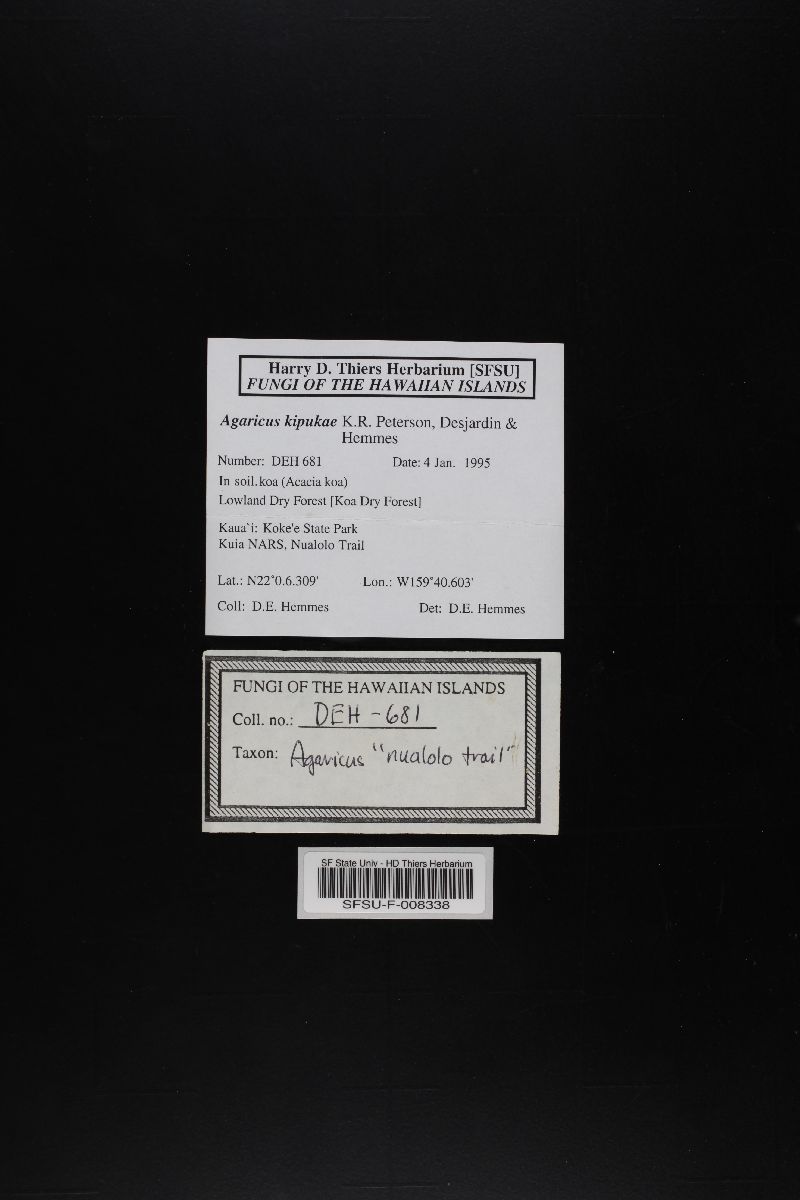 Harry D. Thiers Herbarium [SFSU]
FUNGI OF THE HAWAIIAN ISLANDS
Agaricus kipukae K.R. Peterson, Desjardin &
Hemmes
Number: DEH 681 Date: 4 Jan. 1995
In soil.koa (Acacia koa)
Lowland Dry Forest [Koa Dry Forest]
Kaua`i: Koke'e State Park
Kuia NARS, Nualolo Trail
Lat.: N22°0.6.309' Lon.: W159°40.603'
Coll: D.E. Hemmes Det: D.E. Hemmes
FUNGI OF THE HAWAIIAN ISLANDS
Coll. no.: DEH-681
Taxon: Agaricus "nualolo trail"
SF State Univ - HD Thiers Herbarium
SFSU-F-008338